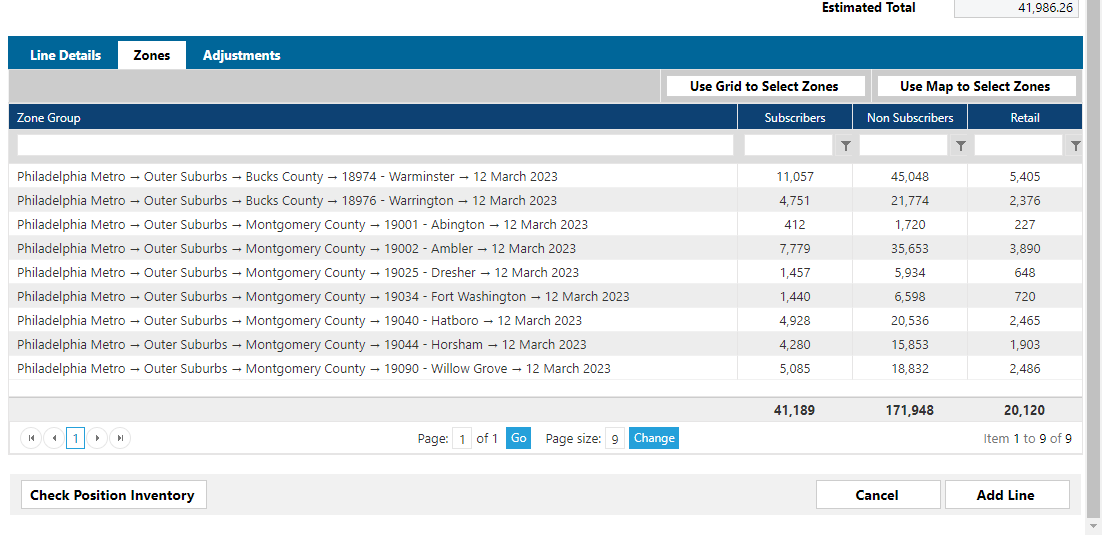 Estimated Total 41,986.26
Line Details Zones Adjustments
Use Grid to Select Zones Use Map to Select Zones
Zone Group Subscribers Non Subscribers Retail
Philadelphia Metro → Outer Suburbs → Bucks County → 18974 - Warminster → 12 March 2023 11,057 45,048 5,405
Philadelphia Metro → Outer Suburbs → Bucks County → 18976 - Warrington → 12 March 2023 4,751 21,774 2,376
Philadelphia Metro → Outer Suburbs → Montgomery County → 19001 - Abington → 12 March 2023 412 1,720 227
Philadelphia Metro → Outer Suburbs → Montgomery County → 19002 - Ambler → 12 March 2023 7,779 35,653 3,890
Philadelphia Metro → Outer Suburbs → Montgomery County → 19025 - Dresher → 12 March 2023 1,457 5,934 648
Philadelphia Metro → Outer Suburbs → Montgomery County → 19034 - Fort Washington → 12 March 2023 1,440 6,598 720
Philadelphia Metro → Outer Suburbs → Montgomery County → 19040 - Hatboro → 12 March 2023 4,928 20,536 2,465
Philadelphia Metro → Outer Suburbs → Montgomery County → 19044 - Horsham → 12 March 2023 4,280 15,853 1,903
Philadelphia Metro → Outer Suburbs → Montgomery County → 19090 - Willow Grove → 12 March 2023 5,085 18,832 2,486
41,189 171,948 20,120
1 Page: 1 of 1 Go Page size: 9 Change Item 1 to 9 of 9
Check Position Inventory Cancel Add Line